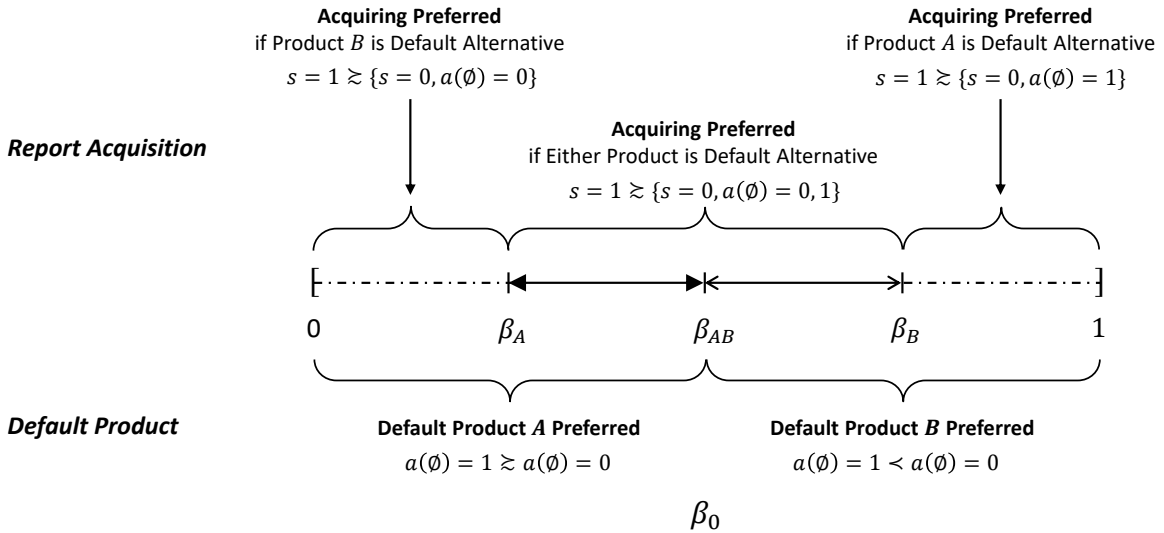 Acquiring Preferred
if Product B is Default Alternative
s = 1 ≿ {s = 0, a(∅) = 0}
Acquiring Preferred
if Product A is Default Alternative
s = 1 ≿ {s = 0, a(∅) = 1}
Report Acquisition
Acquiring Preferred
if Either Product is Default Alternative
s = 1 ≿ {s = 0, a(∅) = 0, 1}
[ ]
0 β_A β_AB β_B 1
Default Product
Default Product A Preferred
a(∅) = 1 ≿ a(∅) = 0
Default Product B Preferred
a(∅) = 1 ≺ a(∅) = 0
β_0